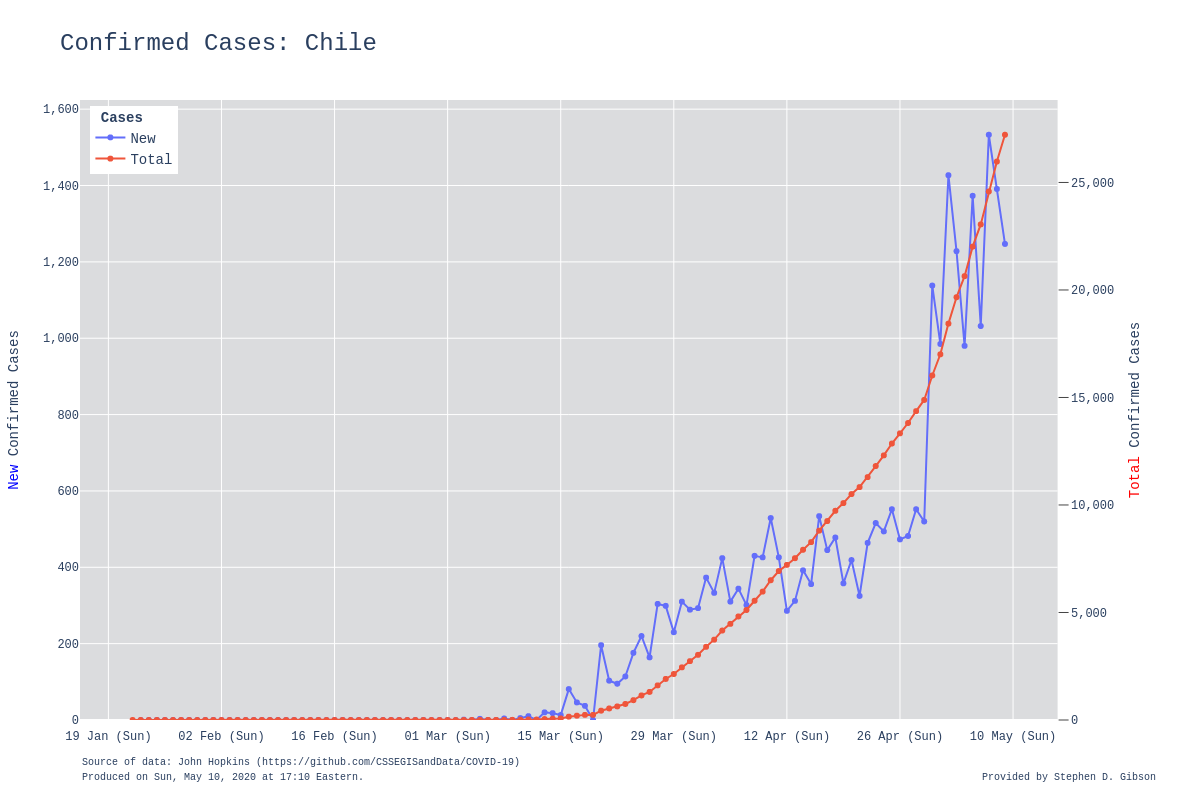 Confirmed Cases: Chile
Cases
New
Total
1,600
1,400
1,200
1,000
800
600
400
200
0
New Confirmed Cases
25,000
20,000
15,000
10,000
5,000
0
Total Confirmed Cases
19 Jan (Sun) 02 Feb (Sun) 16 Feb (Sun) 01 Mar (Sun) 15 Mar (Sun) 29 Mar (Sun) 12 Apr (Sun) 26 Apr (Sun) 10 May (Sun)
Source of data: John Hopkins (https://github.com/CSSEGISandData/COVID-19)
Produced on Sun, May 10, 2020 at 17:10 Eastern.
Provided by Stephen D. Gibson